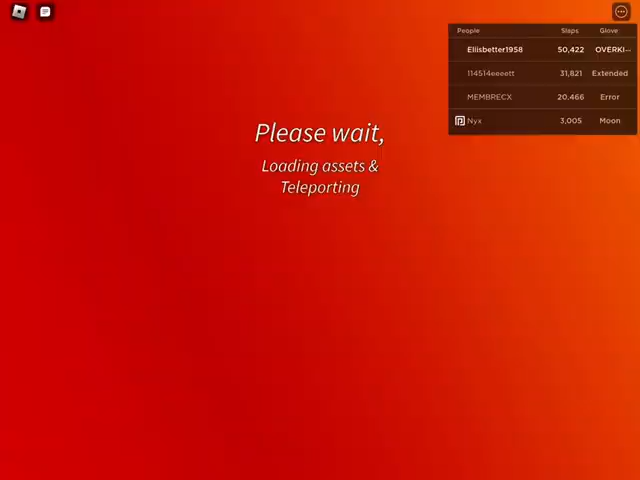 People Slaps Glove
Ellisbetter1958 50,422 OVERKI...
114514eeeett 31,821 Extended
MEMBRECX 20,466 Error
Nyx 3,005 Moon
Please wait,
Loading assets &
Teleporting